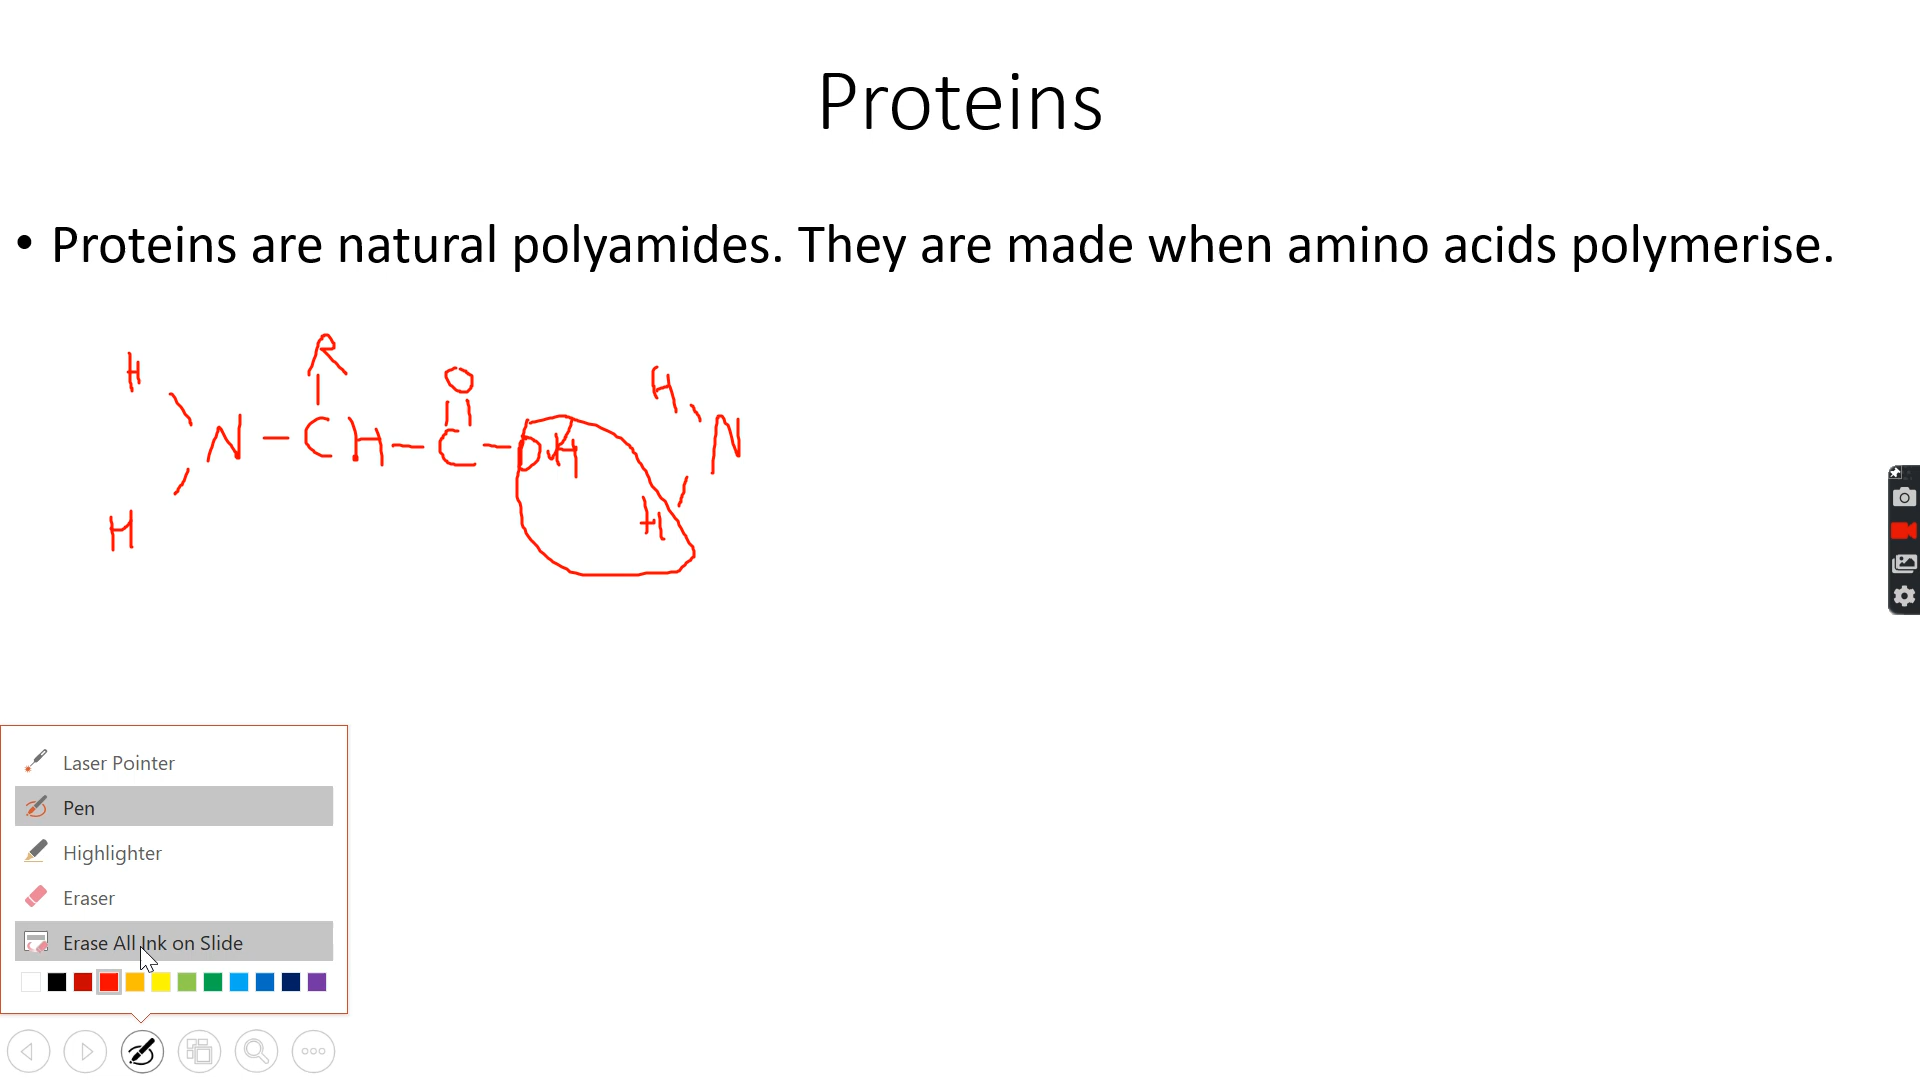 Proteins
• Proteins are natural polyamides. They are made when amino acids polymerise.
R
H O H
N - CH - C - OH N
H H
Laser Pointer
Pen
Highlighter
Eraser
Erase All Ink on Slide